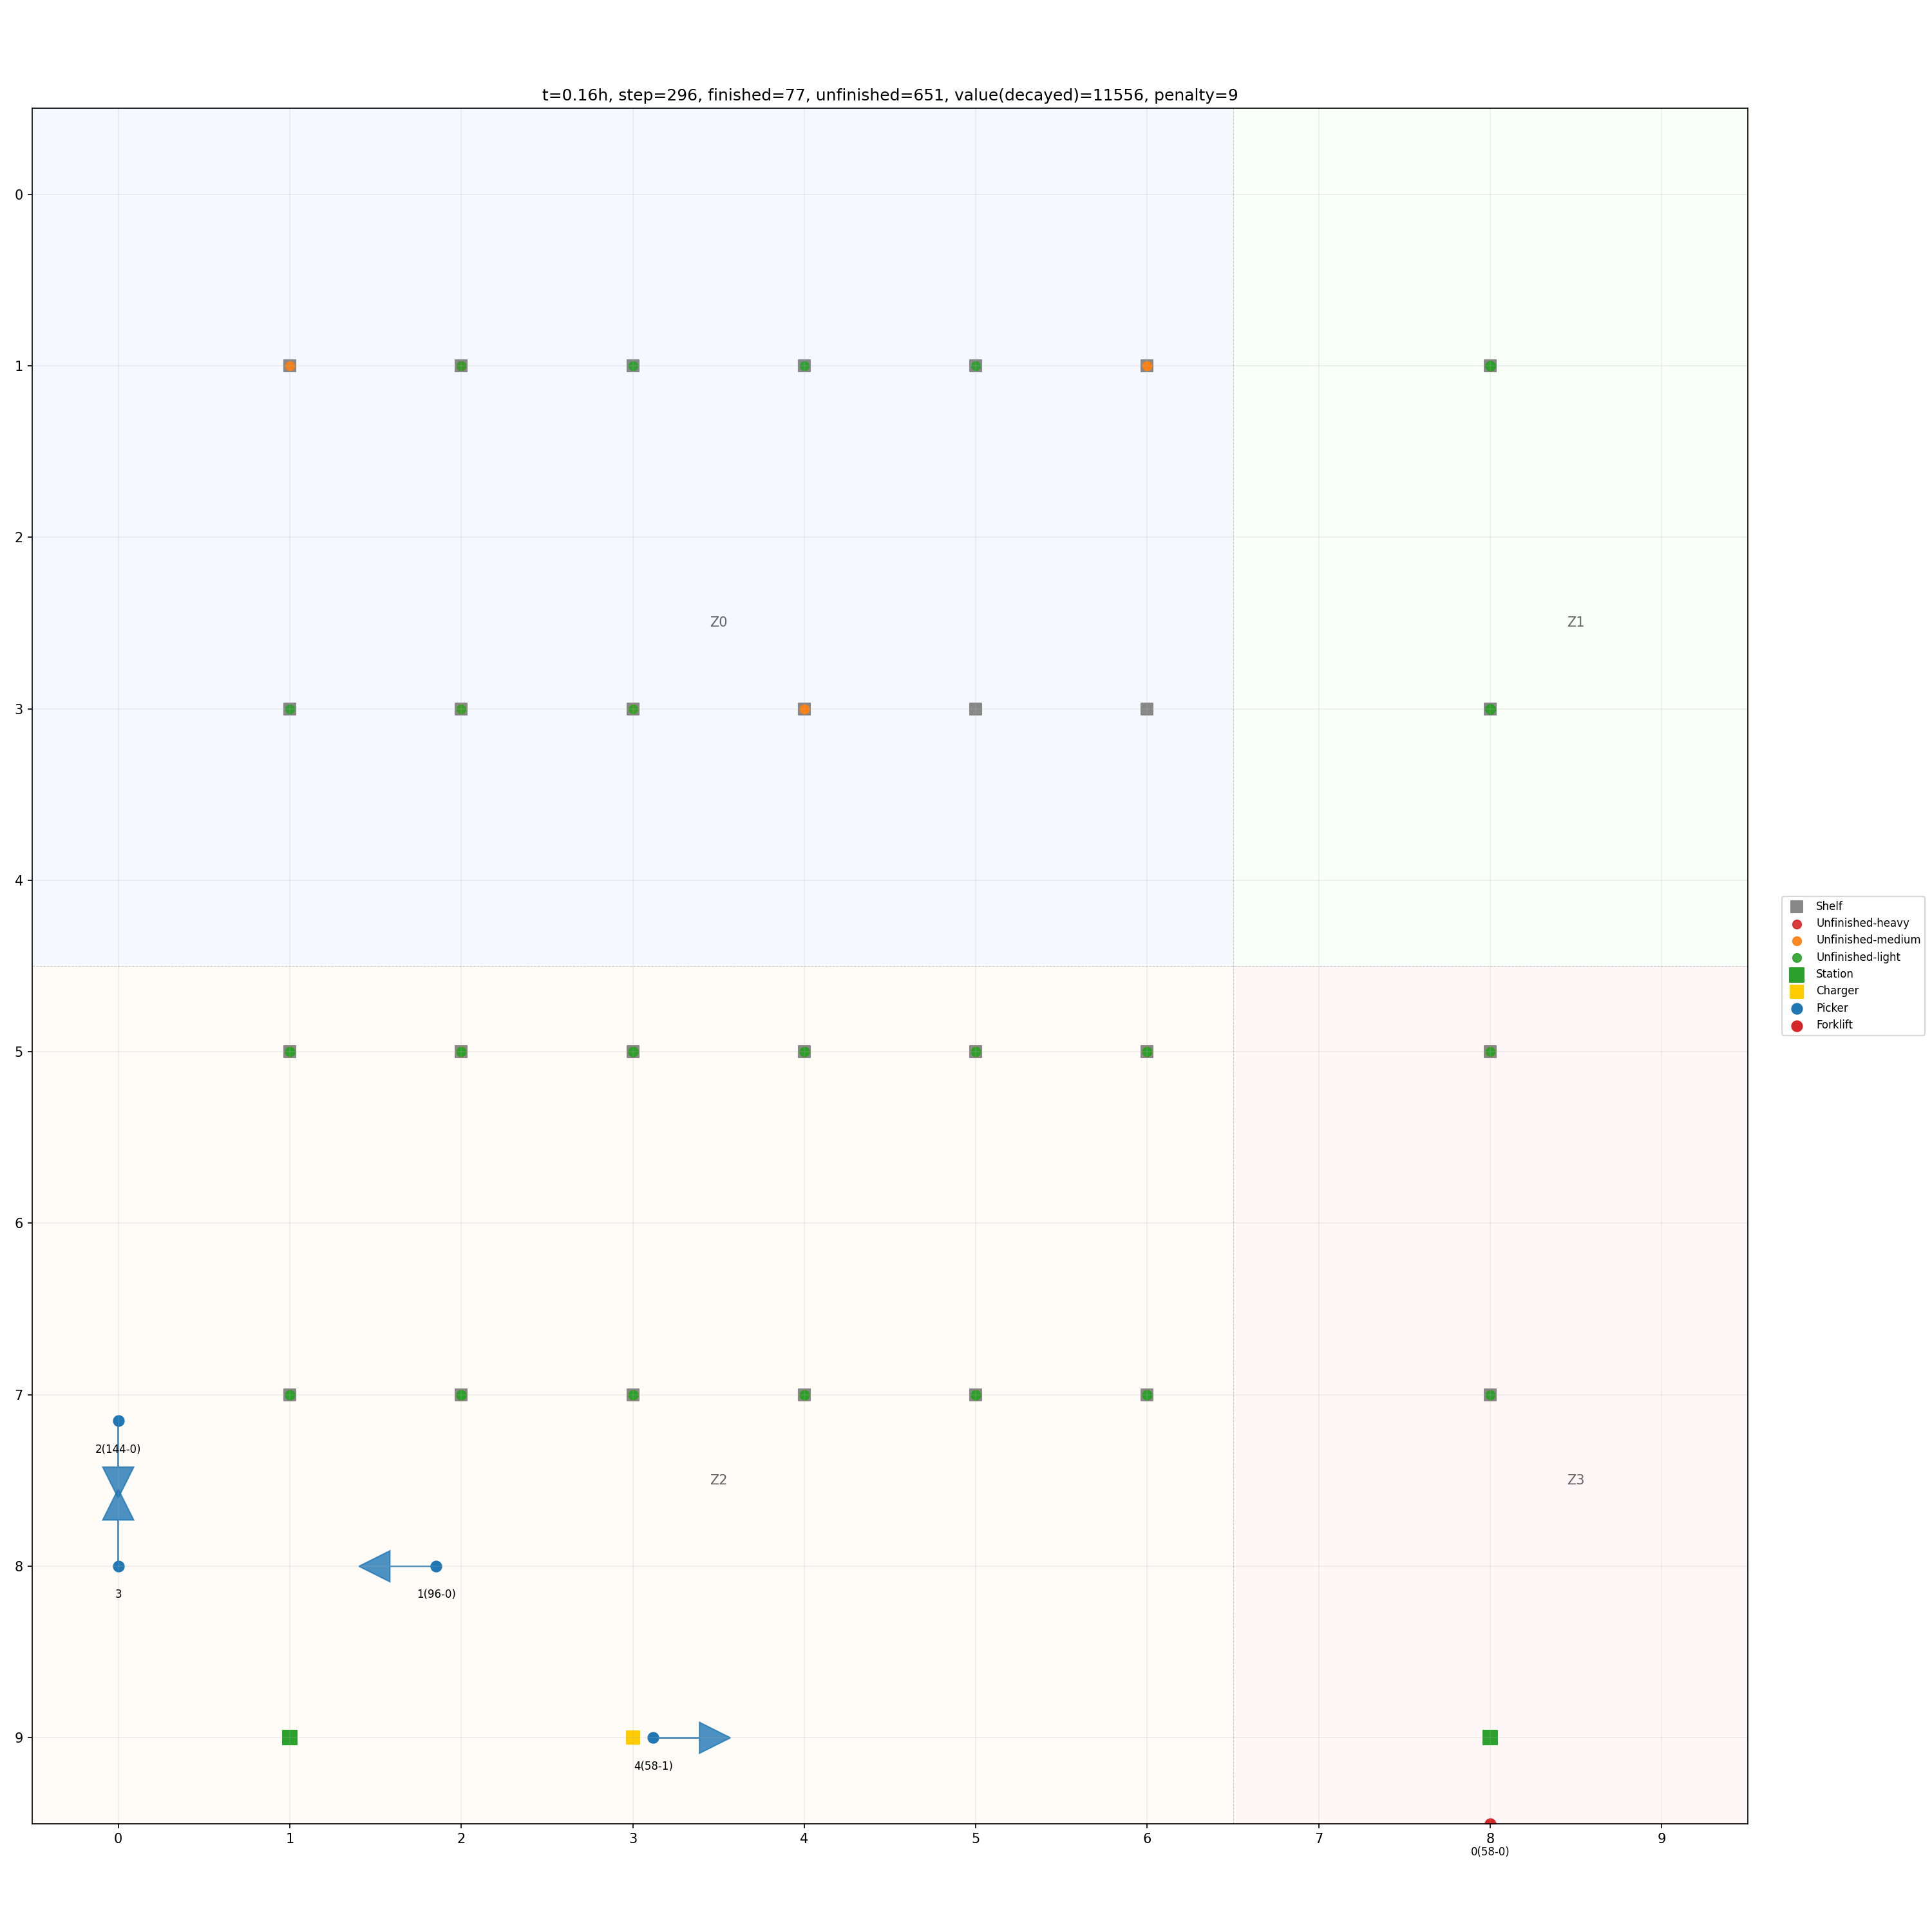 t=0.16h, step=296, finished=77, unfinished=651, value(decayed)=11556, penalty=9
0
1
2
Z0
Z1
3
4
Shelf
Unfinished-heavy
Unfinished-medium
Unfinished-light
Station
Charger
Picker
Forklift
5
6
7
2(144-0)
Z2
Z3
8
3
1(96-0)
9
4(58-1)
0 1 2 3 4 5 6 7 8 9
0(58-0)